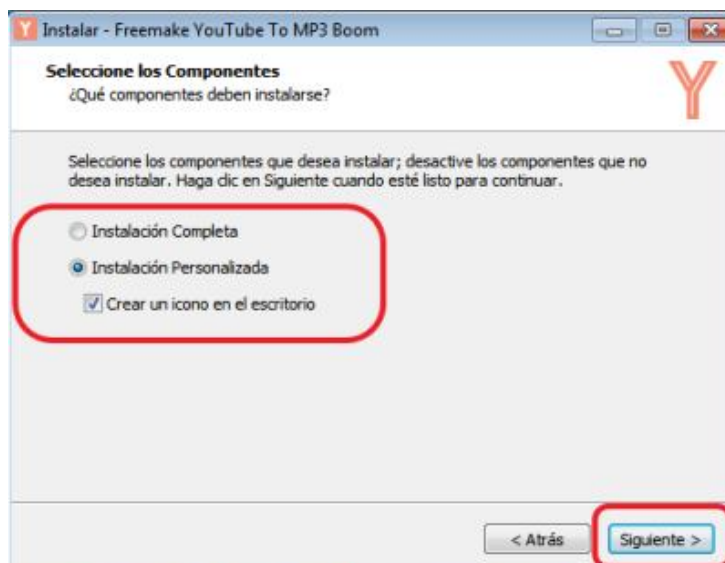 Instalar - Freemake YouTube To MP3 Boom
Seleccione los Componentes
¿Qué componentes deben instalarse?
Seleccione los componentes que desea instalar; desactive los componentes que no
desea instalar. Haga clic en Siguiente cuando esté listo para continuar.
Instalación Completa
Instalación Personalizada
Crear un icono en el escritorio
< Atrás
Siguiente >